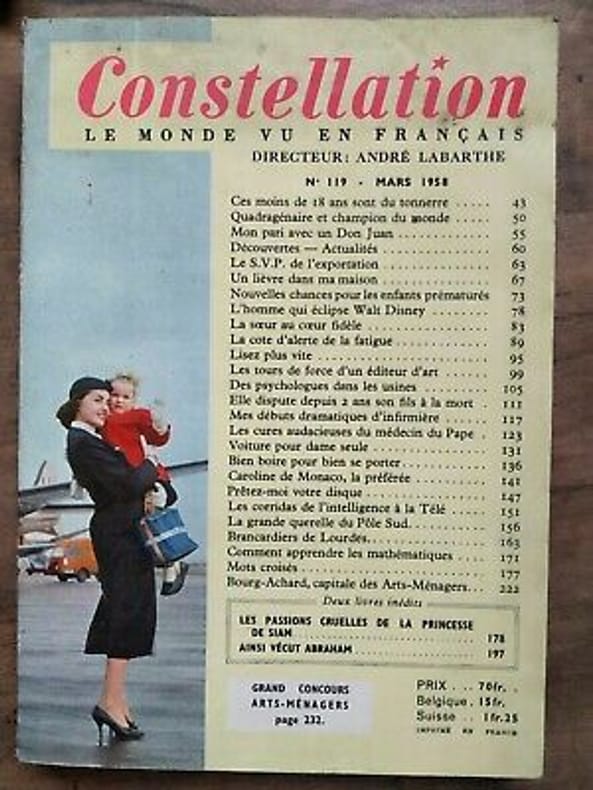 Constellation
LE MONDE VU EN FRANÇAIS
DIRECTEUR: ANDRÉ LABARTHE
N° 119 - MARS 1958
Ces moins de 18 ans sont du tonnerre ..... 43
Quadragénaire et champion du monde ..... 50
Mon pari avec un Don Juan ............ 55
Découvertes — Actualités .............. 60
Le S.V.P. de l'exportation .............. 63
Un lièvre dans ma maison .............. 67
Nouvelles chances pour les enfants prématurés 73
L'homme qui éclipse Walt Disney ........ 78
La sœur au cœur fidèle ................ 83
La cote d'alerte de la fatigue ............ 89
Lisez plus vite ........................ 95
Les tours de force d'un éditeur d'art ...... 99
Des psychologues dans les usines ........ 105
Elle dispute depuis 2 ans son fils à la mort . 111
Mes débuts dramatiques d'infirmière ...... 117
Les cures audacieuses du médecin du Pape . 123
Voiture pour dame seule ................ 131
Bien boire pour bien se porter............ 136
Caroline de Monaco, la préférée .......... 141
Prêtez-moi votre disque ................ 147
Les corridas de l'intelligence à la Télé ..... 151
La grande querelle du Pôle Sud........... 156
Brancardiers de Lourdes................. 163
Comment apprendre les mathématiques .... 171
Mots croisés .......................... 177
Bourg-Achard, capitale des Arts-Ménagers... 222
Deux livres inédits
LES PASSIONS CRUELLES DE LA PRINCESSE
DE SIAM ........................ 178
AINSI VÉCUT ABRAHAM ................ 197
GRAND CONCOURS
ARTS-MÉNAGERS
page 232.
PRIX ... 70fr. .
Belgique . 15fr.
Suisse .. 1fr.25
IMPRIMÉ EN FRANCE